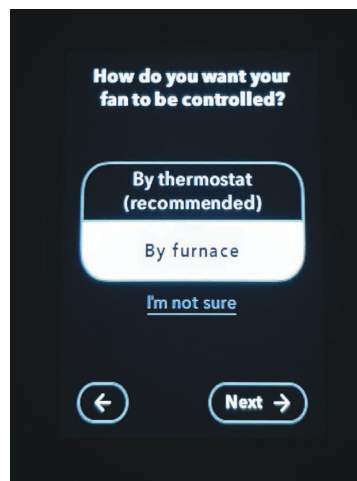 How do you want your
fan to be controlled?
By thermostat
(recommended)
By furnace
I'm not sure
Next